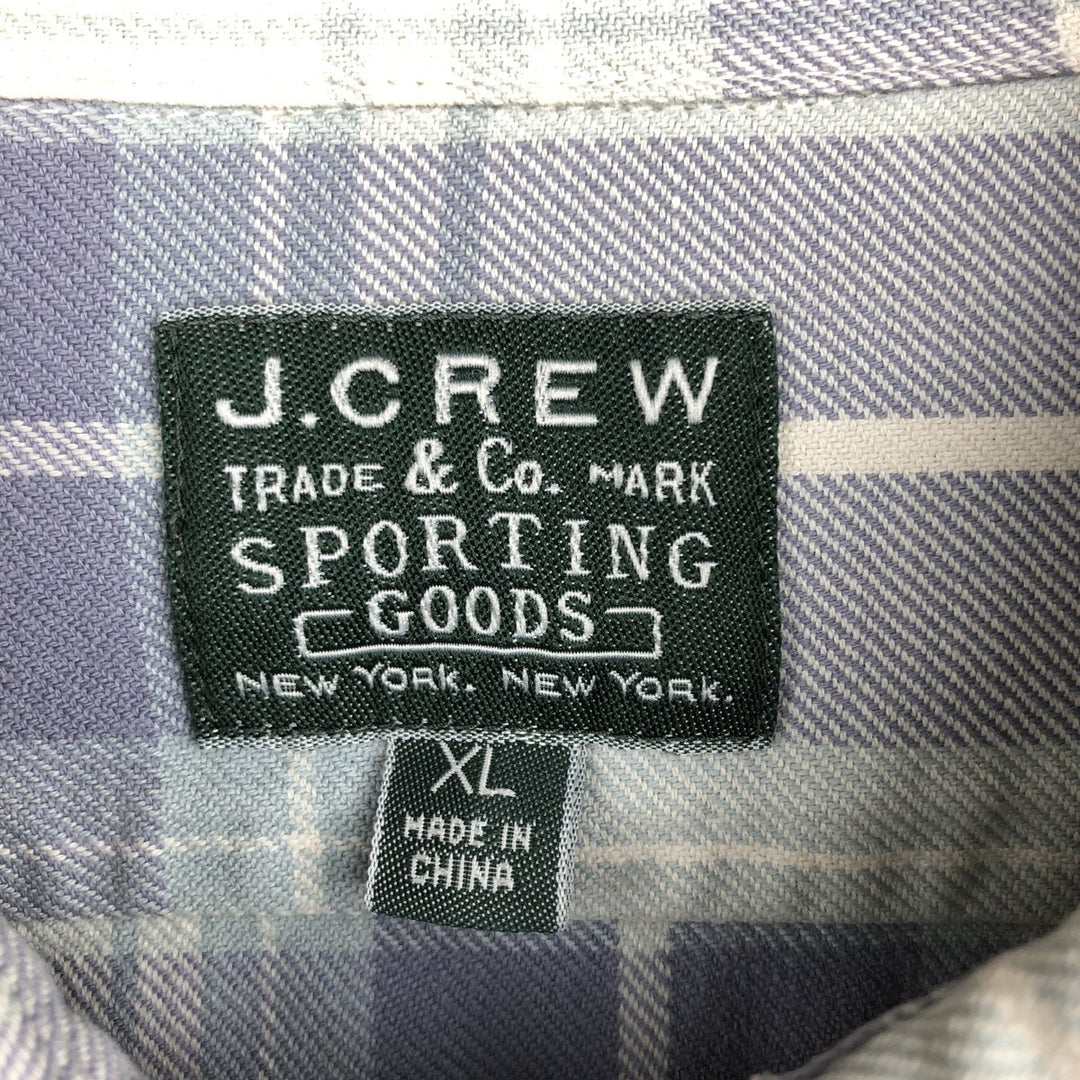 J.CREW
TRADE & Co. MARK
SPORTING
GOODS
NEW YORK. NEW YORK.
XL
MADE IN
CHINA